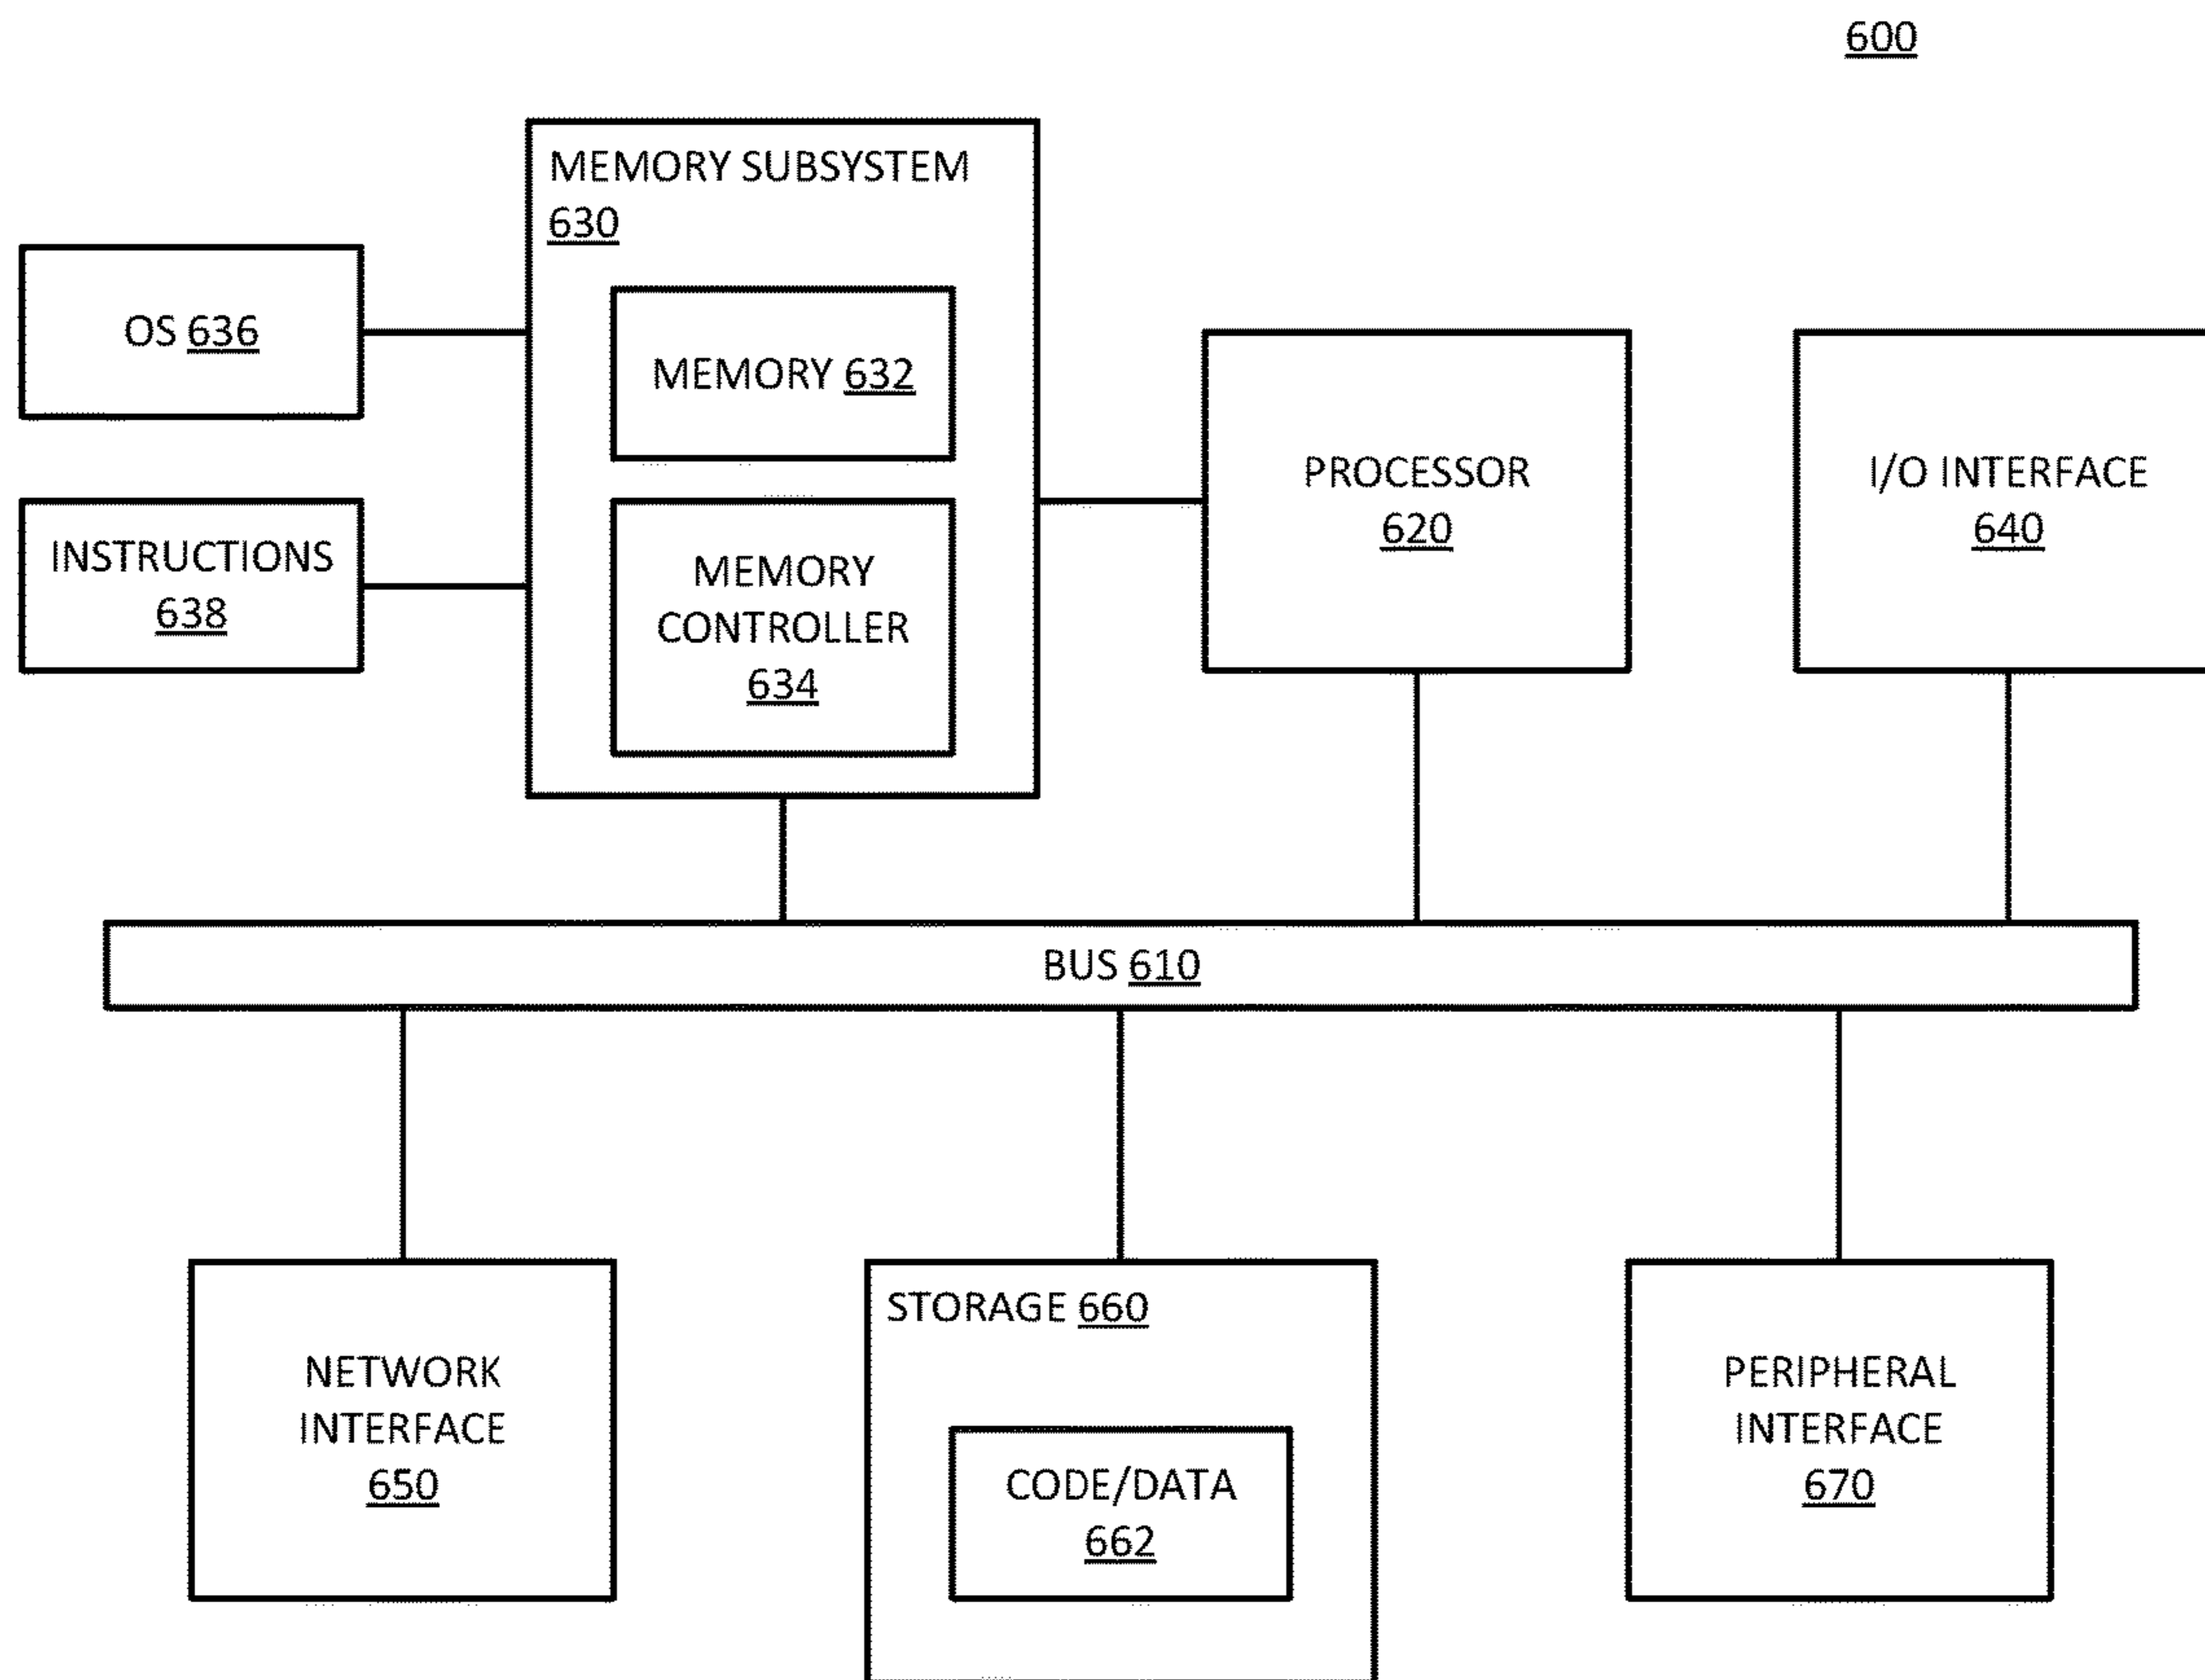 600
MEMORY SUBSYSTEM
630
OS 636
MEMORY 632
INSTRUCTIONS
638
MEMORY
CONTROLLER
634
PROCESSOR
620
I/O INTERFACE
640
BUS 610
NETWORK
INTERFACE
650
STORAGE 660
CODE/DATA
662
PERIPHERAL
INTERFACE
670